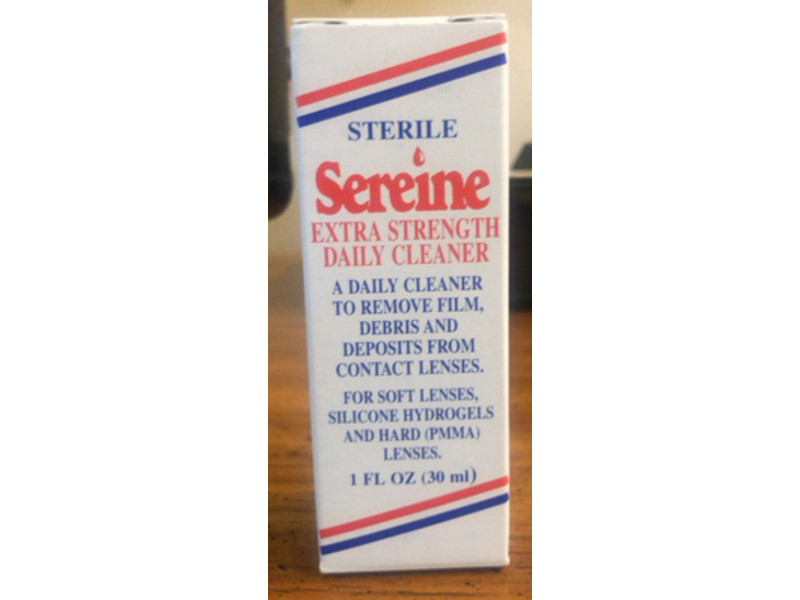 STERILE
Sereine
EXTRA STRENGTH
DAILY CLEANER
A DAILY CLEANER
TO REMOVE FILM,
DEBRIS AND
DEPOSITS FROM
CONTACT LENSES.
FOR SOFT LENSES,
SILICONE HYDROGELS
AND HARD (PMMA)
LENSES.
1 FL OZ (30 ml)